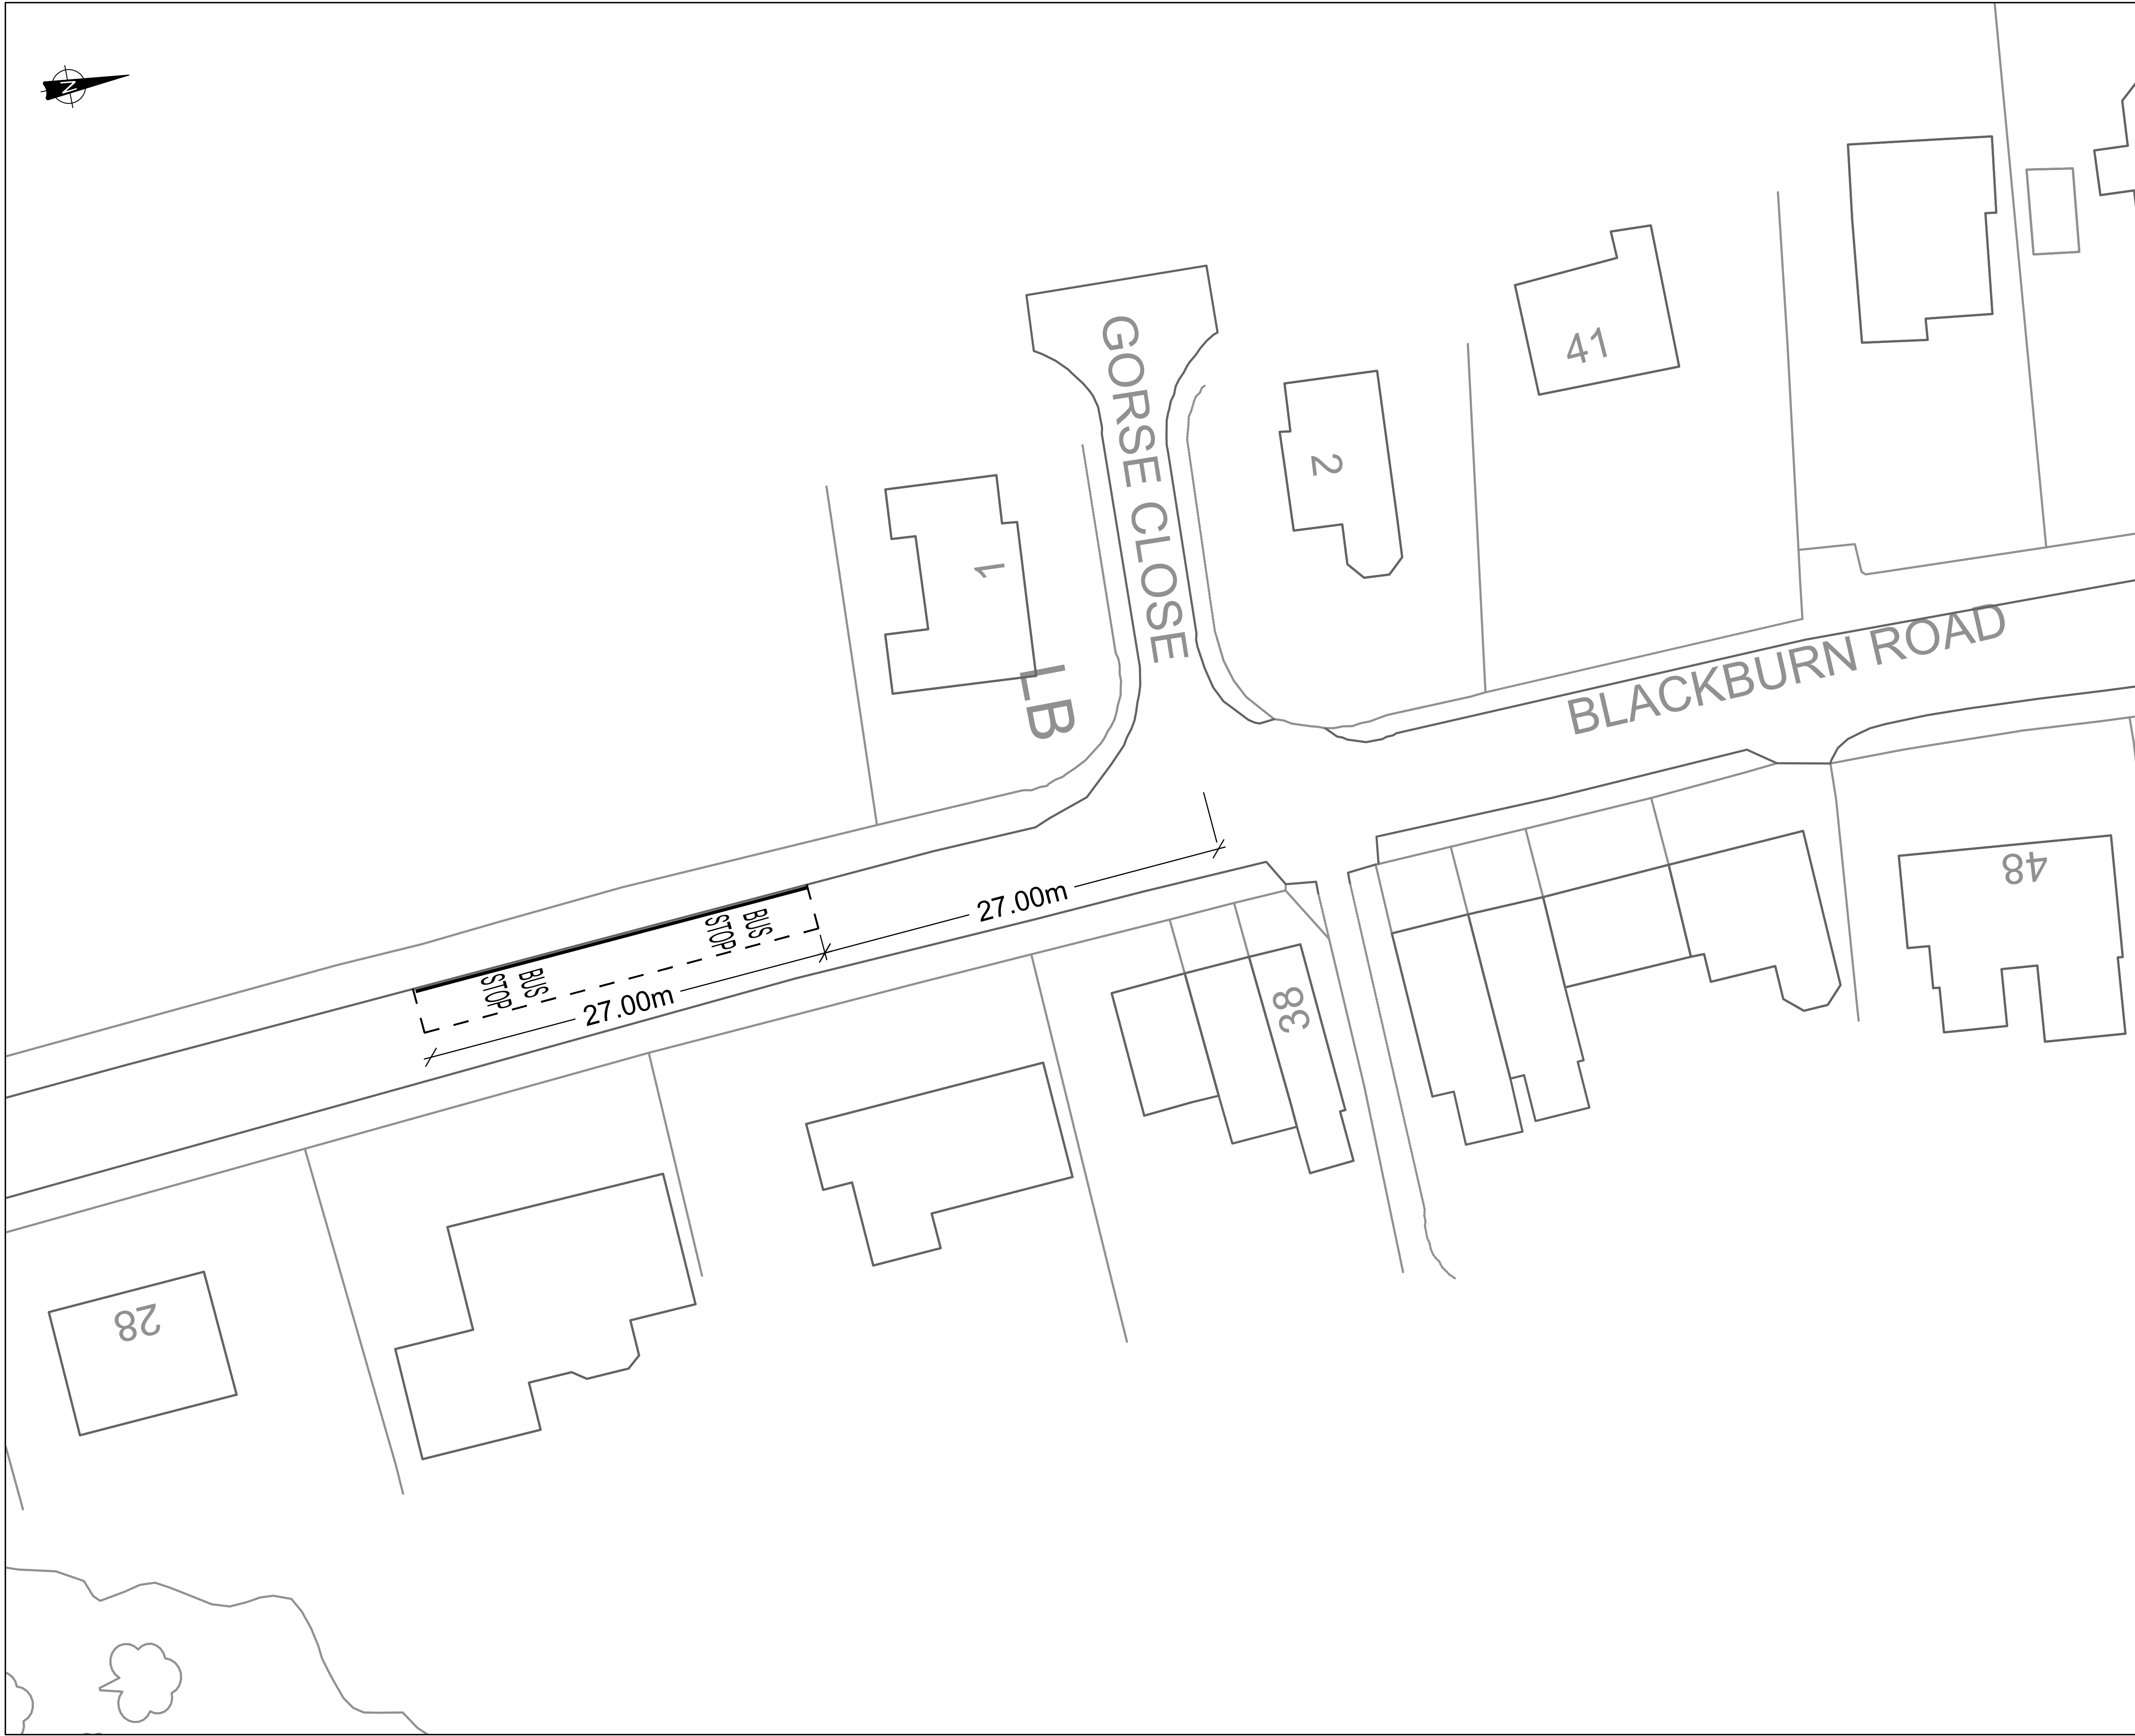 N
41
GORSE CLOSE
2
1
LB
BLACKBURN ROAD
48
27.00m
BUS
STOP
BUS
STOP
27.00m
38
28